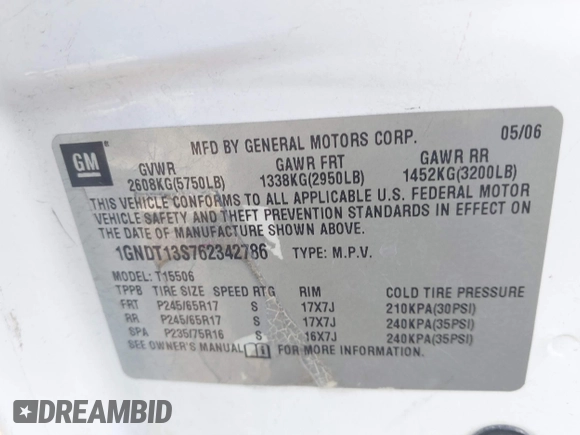 GM
MFD BY GENERAL MOTORS CORP. 05/06
GVWR GAWR FRT GAWR RR
2608KG(5750LB) 1338KG(2950LB) 1452KG(3200LB)
THIS VEHICLE CONFORMS TO ALL APPLICABLE U.S. FEDERAL MOTOR
VEHICLE SAFETY AND THEFT PREVENTION STANDARDS IN EFFECT ON
THE DATE OF MANUFACTURE SHOWN ABOVE.
1GNDT13S762342786 TYPE: M.P.V.
MODEL: T15506
TPPB TIRE SIZE SPEED RTG RIM COLD TIRE PRESSURE
FRT P245/65R17 S 17X7J 210KPA(30PSI)
RR P245/65R17 S 17X7J 240KPA(35PSI)
SPA P235/75R16 S 16X7J 240KPA(35PSI)
SEE OWNER'S MANUAL FOR MORE INFORMATION.
DREAMBID